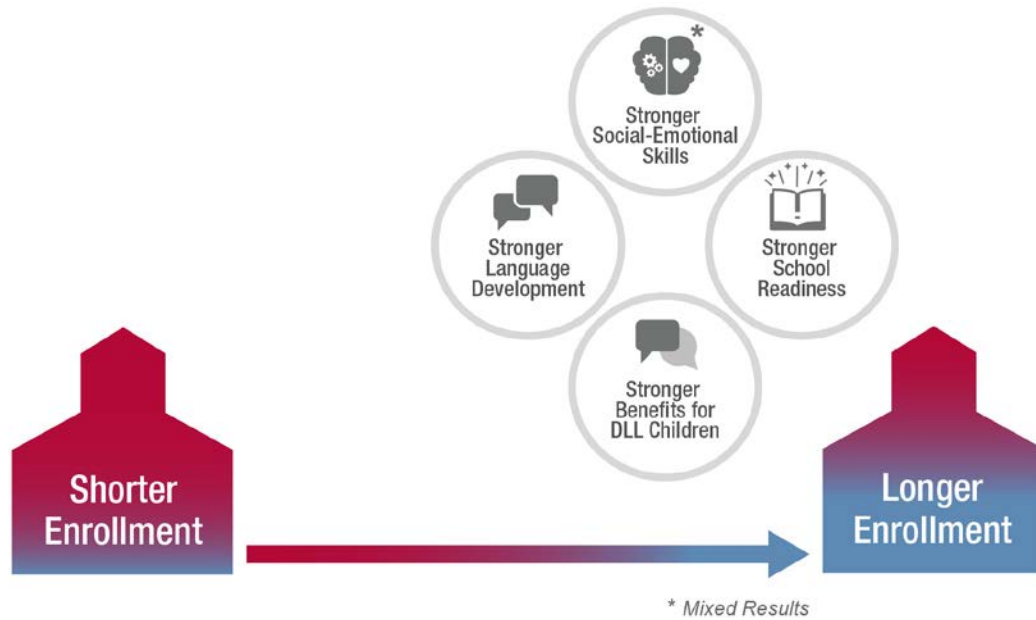 *
Stronger
Social-Emotional
Skills
Stronger
Language
Development
Stronger
School
Readiness
Stronger
Benefits for
DLL Children
Shorter
Enrollment
Longer
Enrollment
* Mixed Results